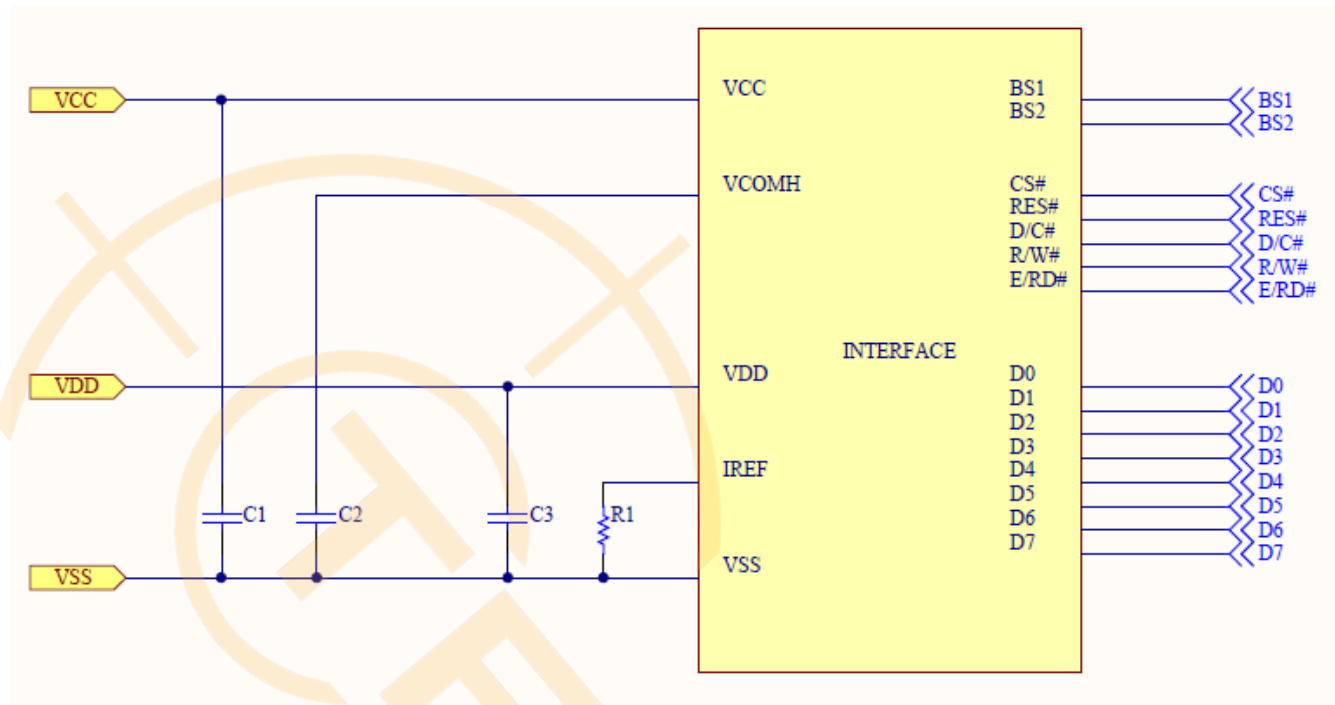 VCC
VDD
VSS
C1
C2
C3
R1
VCC
VCOMH
VDD
IREF
VSS
INTERFACE
BS1
BS2
CS#
RES#
D/C#
R/W#
E/RD#
D0
D1
D2
D3
D4
D5
D6
D7
BS1
BS2
CS#
RES#
D/C#
R/W#
E/RD#
D0
D1
D2
D3
D4
D5
D6
D7